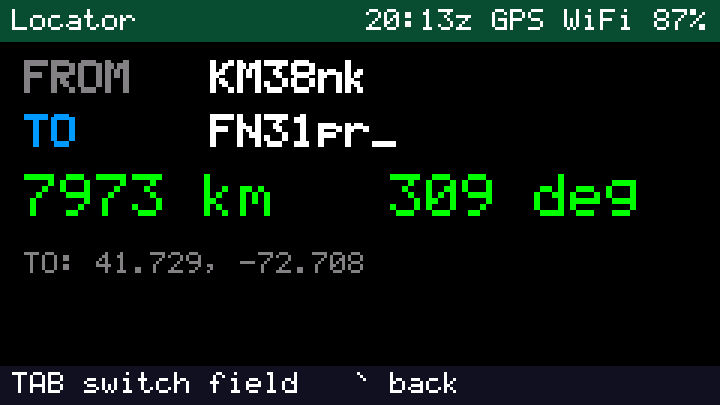 Locator 20:13z GPS WiFi 87%
FROM KM38nk
TO FN31pr_
7973 km 309 deg
TO: 41.729, -72.708
TAB switch field ` back